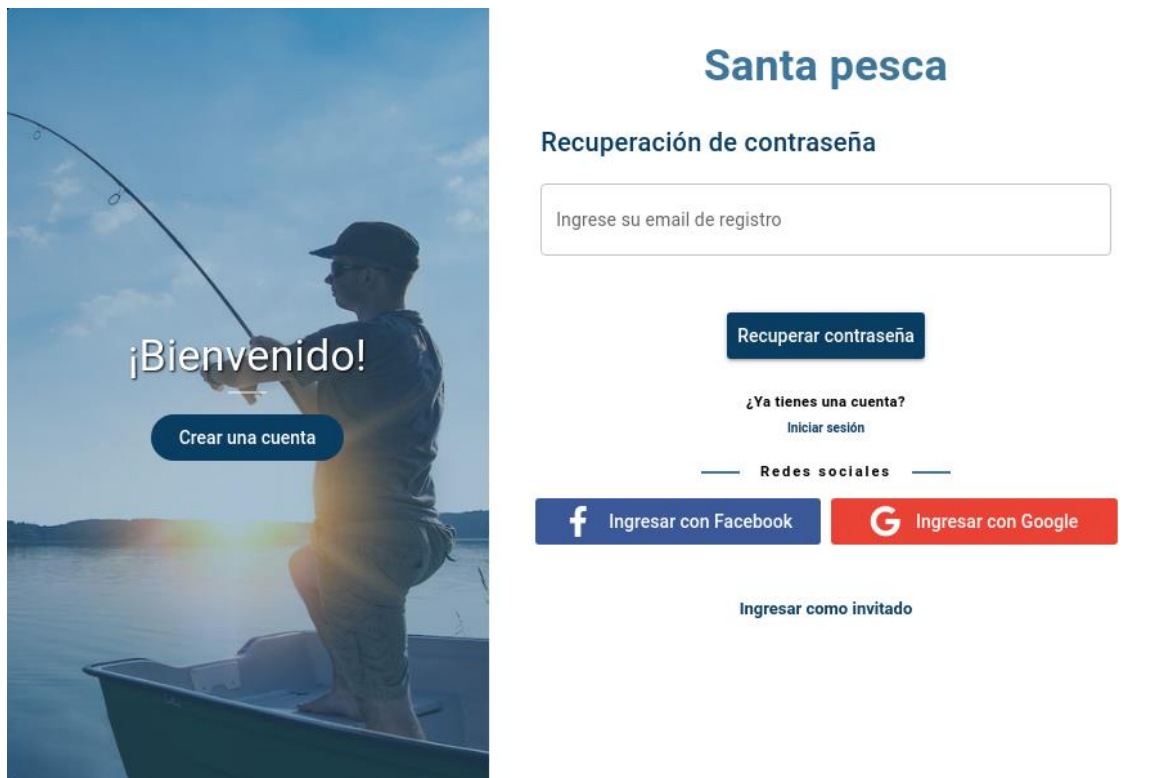 ¡Bienvenido!
Crear una cuenta
Santa pesca
Recuperación de contraseña
Ingrese su email de registro
Recuperar contraseña
¿Ya tienes una cuenta?
Iniciar sesión
Redes sociales
Ingresar con Facebook
Ingresar con Google
Ingresar como invitado